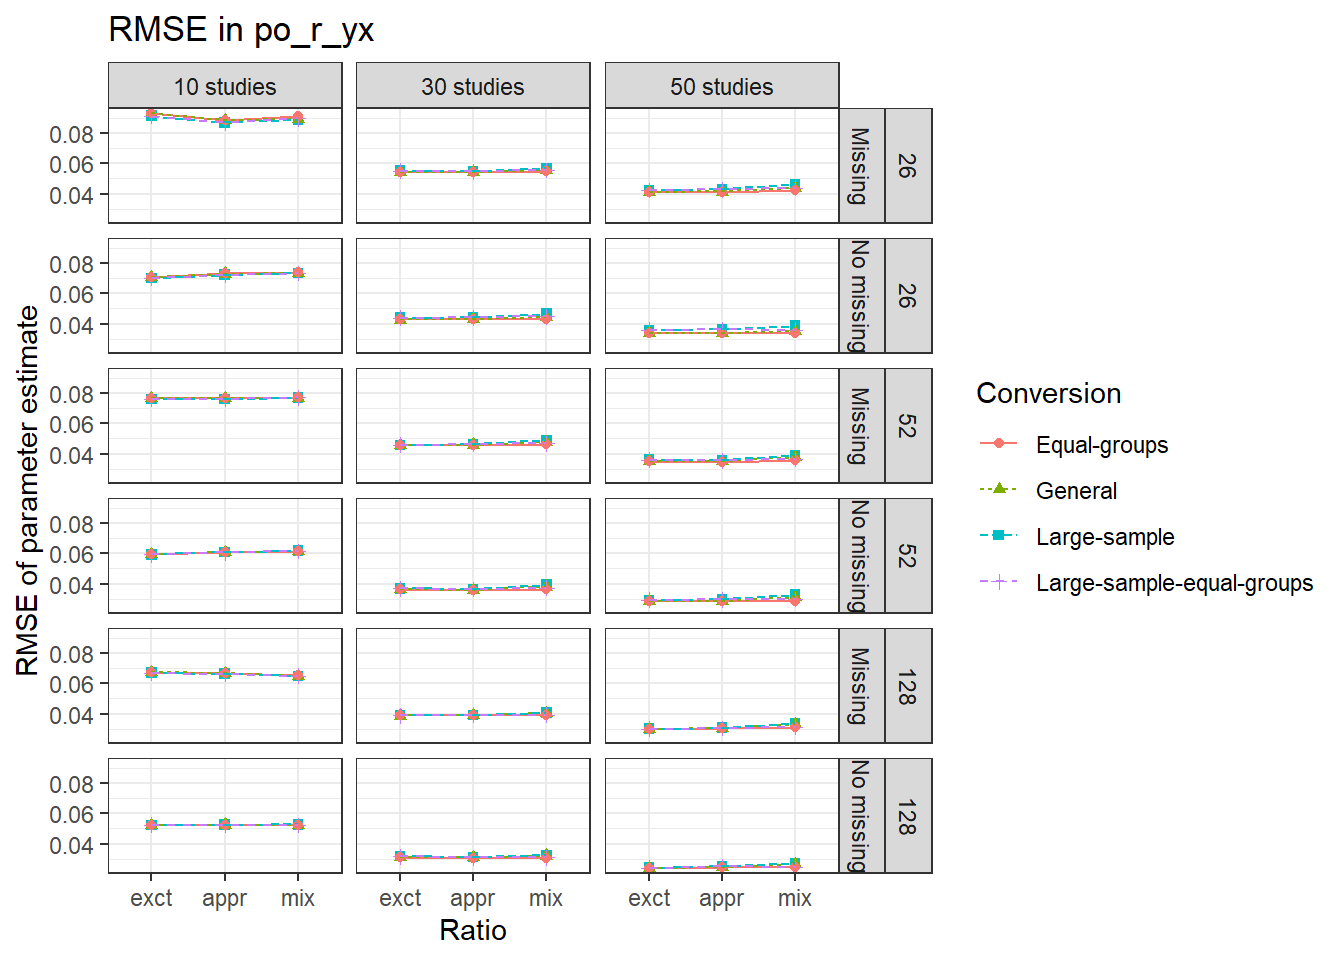 RMSE in po_r_yx
10 studies
30 studies
50 studies
0.08
0.06
0.04
Missing
26
0.08
0.06
0.04
No missing
26
0.08
0.06
0.04
Missing
52
0.08
0.06
0.04
No missing
52
0.08
0.06
0.04
Missing
128
0.08
0.06
0.04
No missing
128
exct
appr
mix
exct
appr
mix
exct
appr
mix
Ratio
RMSE of parameter estimate
Conversion
Equal-groups
General
Large-sample
Large-sample-equal-groups